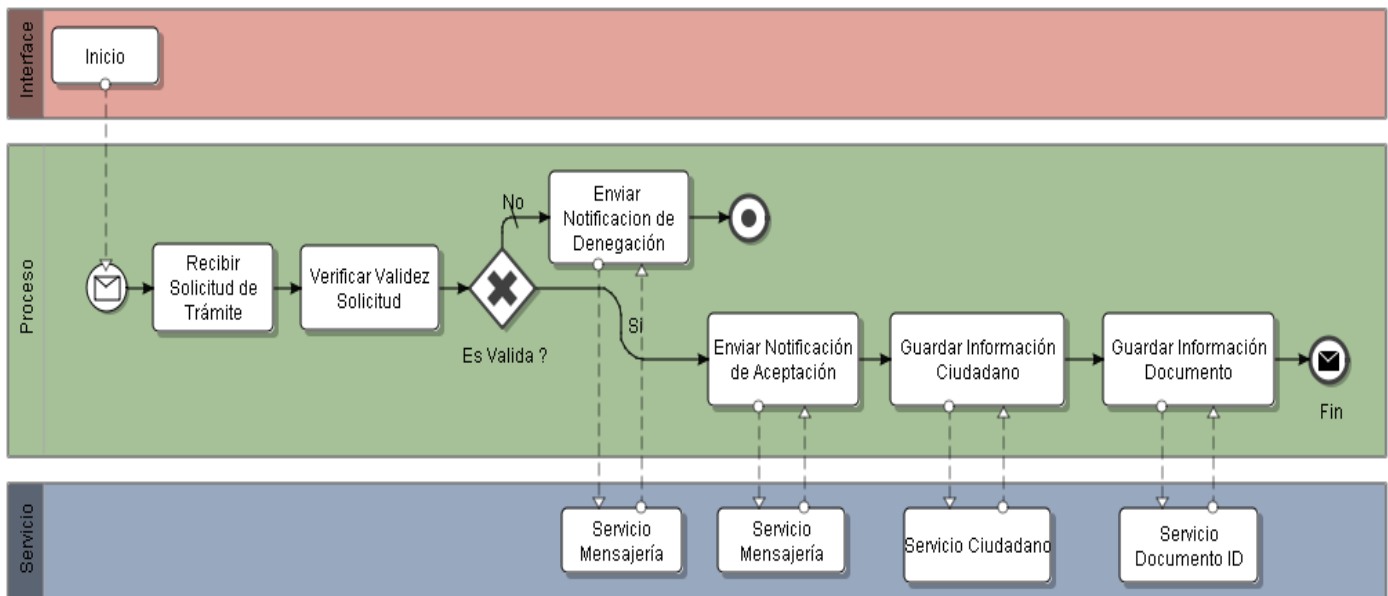 Interface
Inicio
Proceso
Recibir
Solicitud de
Trámite
Verificar Validez
Solicitud
Es Valida ?
No
Enviar
Notificacion de
Denegación
Si
Enviar Notificación
de Aceptación
Guardar Información
Ciudadano
Guardar Información
Documento
Fin
Servicio
Servicio
Mensajería
Servicio
Mensajería
Servicio Ciudadano
Servicio
Documento ID